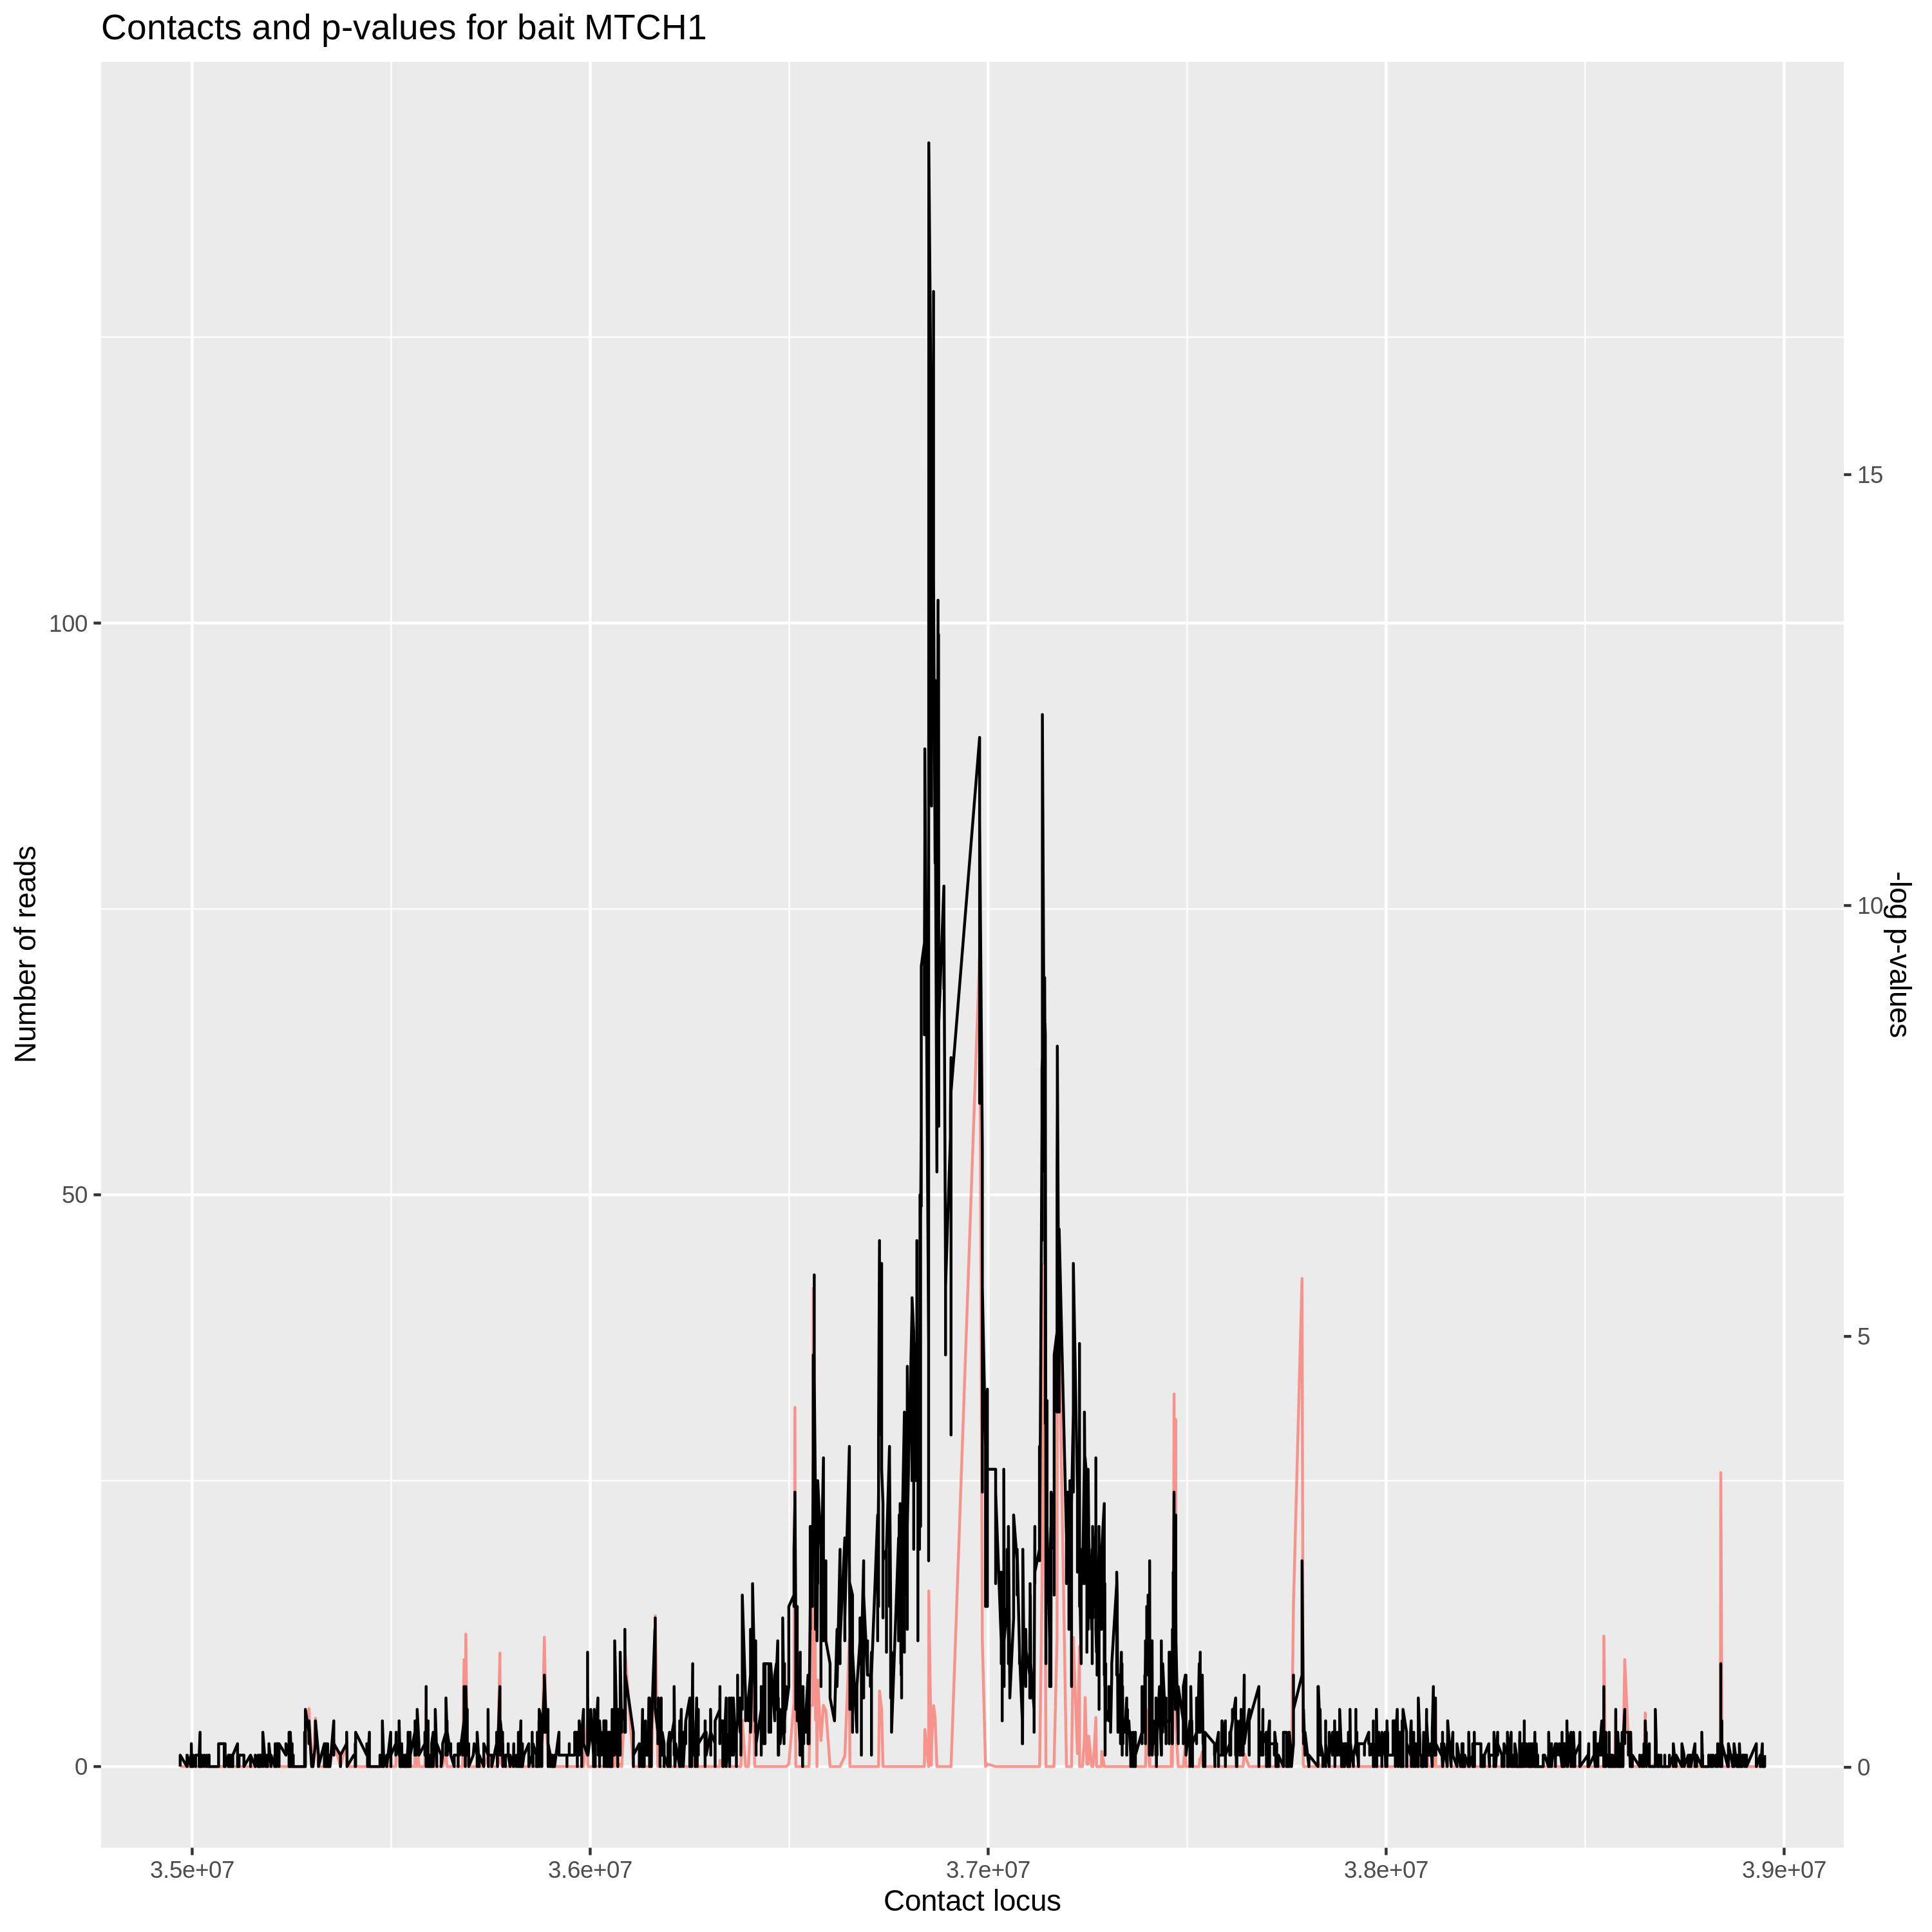 Contacts and p-values for bait MTCH1
Number of reads
100
50
0
15
10
5
0
-log p-values
3.5e+07
3.6e+07
3.7e+07
3.8e+07
3.9e+07
Contact locus